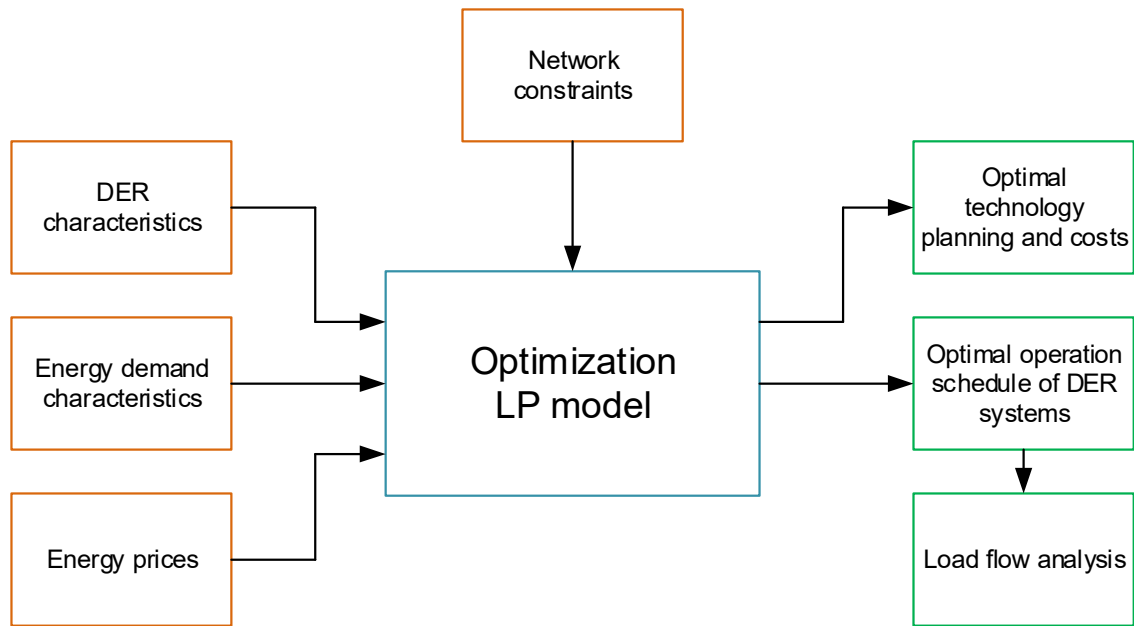 Network
constraints
DER
characteristics
Optimal
technology
planning and costs
Energy demand
characteristics
Optimization
LP model
Optimal operation
schedule of DER
systems
Energy prices
Load flow analysis